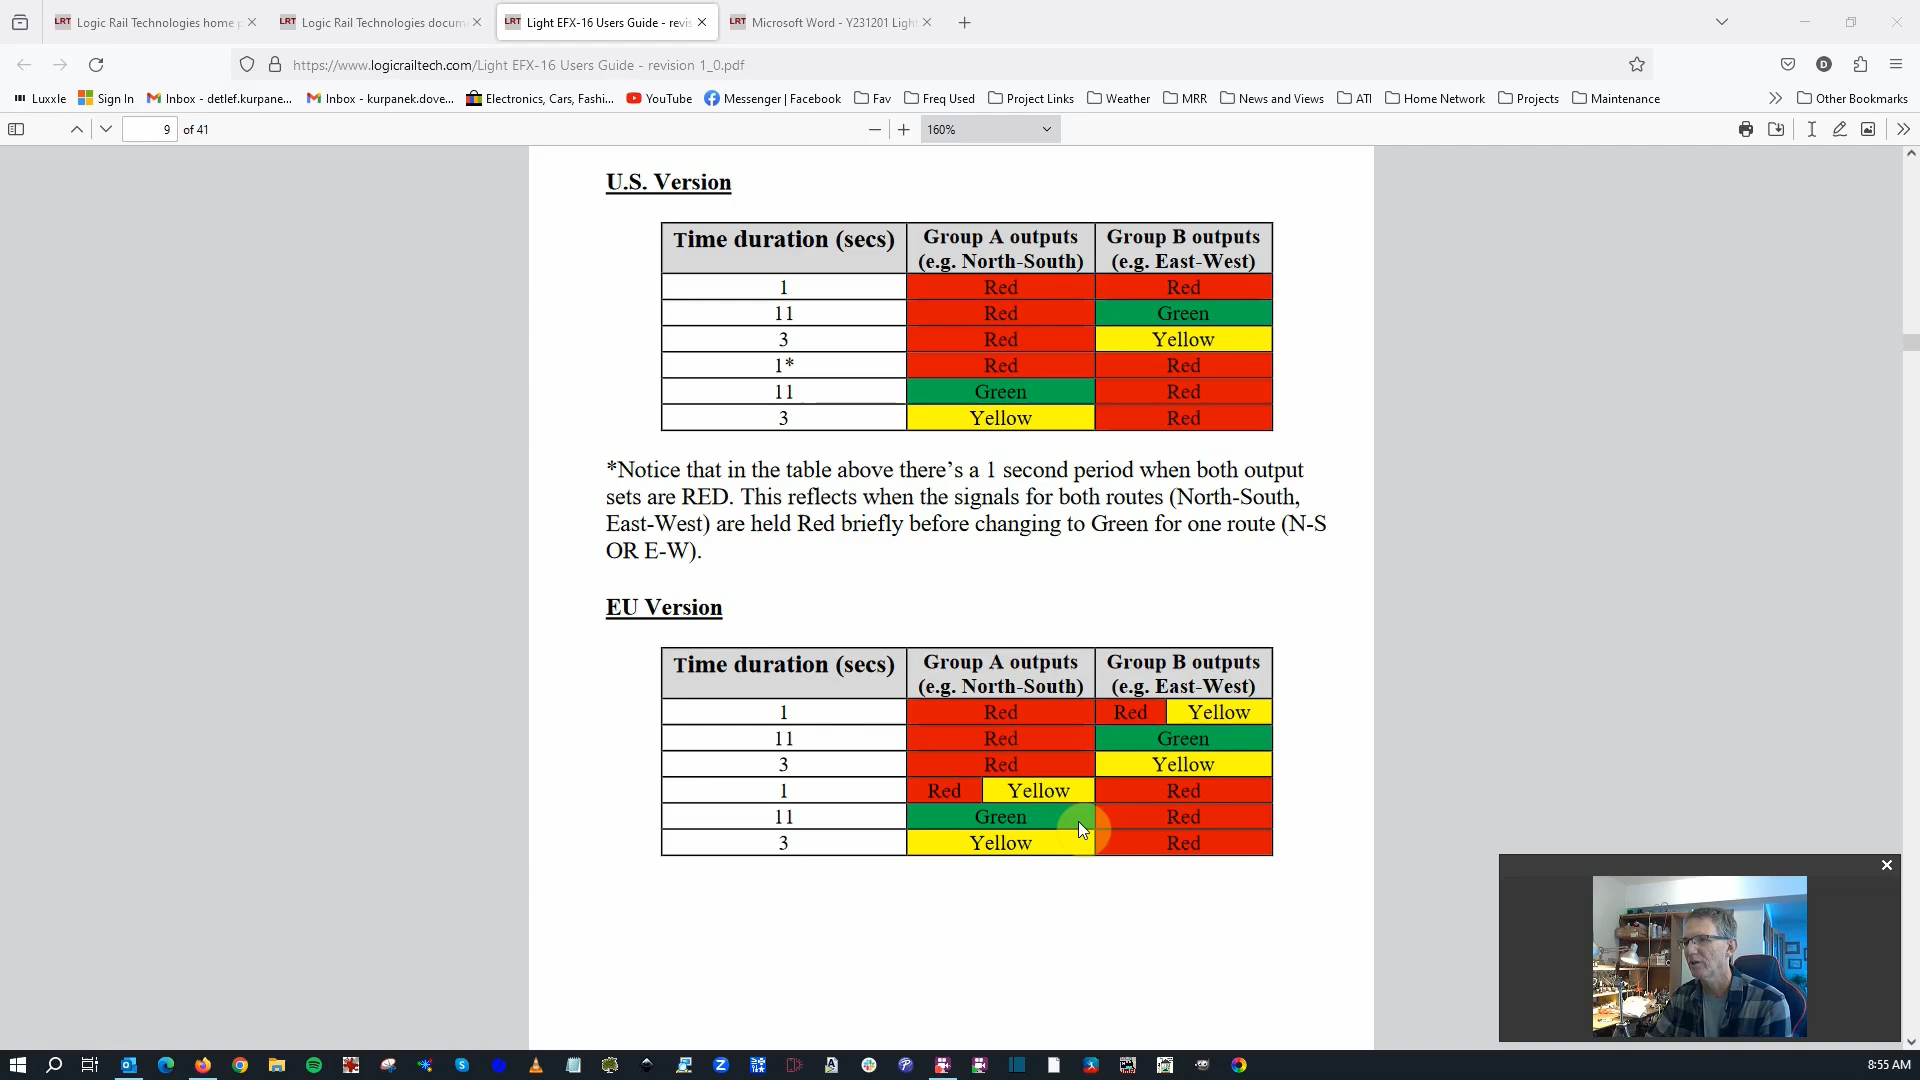 Logic Rail Technologies home p
Logic Rail Technologies docum
Light EFX-16 Users Guide - revis
Microsoft Word - Y231201 Light
https://www.logicrailtech.com/Light EFX-16 Users Guide - revision 1_0.pdf
Luxxle Sign In Inbox - detlef.kurpane... Inbox - kurpanek.dove... Electronics, Cars, Fashi... YouTube Messenger | Facebook Fav Freq Used Project Links Weather MRR News and Views ATI Home Network Projects Maintenance Other Bookmarks
9 of 41 160%
U.S. Version
Time duration (secs) Group A outputs (e.g. North-South) Group B outputs (e.g. East-West)
1 Red Red
11 Red Green
3 Red Yellow
1* Red Red
11 Green Red
3 Yellow Red
*Notice that in the table above there's a 1 second period when both output
sets are RED. This reflects when the signals for both routes (North-South,
East-West) are held Red briefly before changing to Green for one route (N-S
OR E-W).
EU Version
Time duration (secs) Group A outputs (e.g. North-South) Group B outputs (e.g. East-West)
1 Red Red Yellow
11 Red Green
3 Red Yellow
1 Red Yellow Red
11 Green Red
3 Yellow Red
8:55 AM